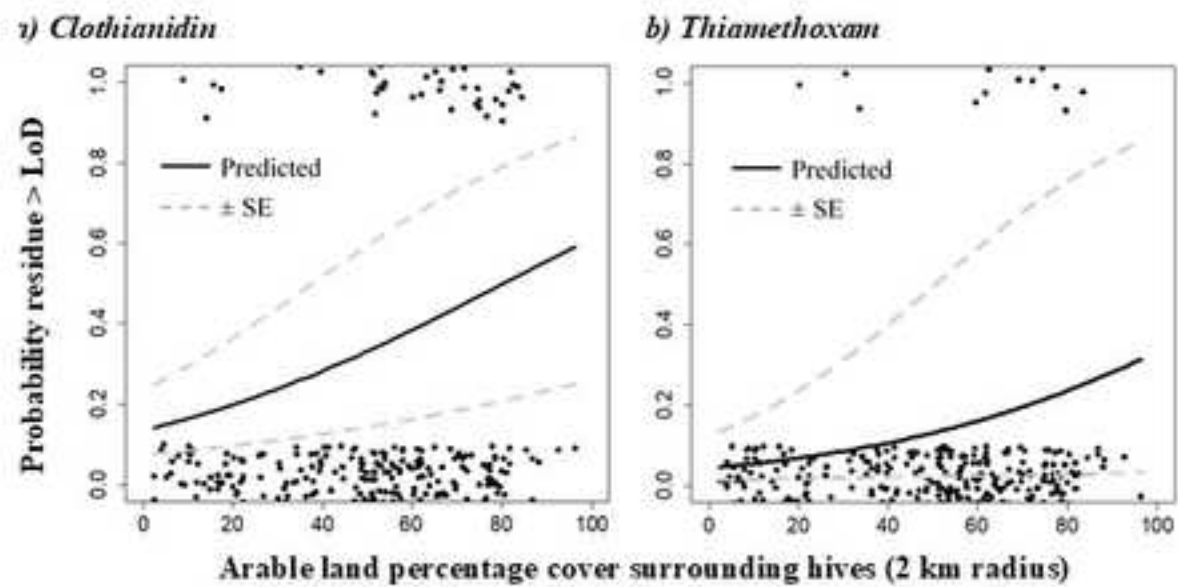 ) Clothianidin
b) Thiamethoxam
Probability residue > LoD
1.0
0.8
0.6
0.4
0.2
0.0
Predicted
± SE
0 20 40 60 80 100
1.0
0.8
0.6
0.4
0.2
0.0
Predicted
± SE
0 20 40 60 80 100
Arable land percentage cover surrounding hives (2 km radius)